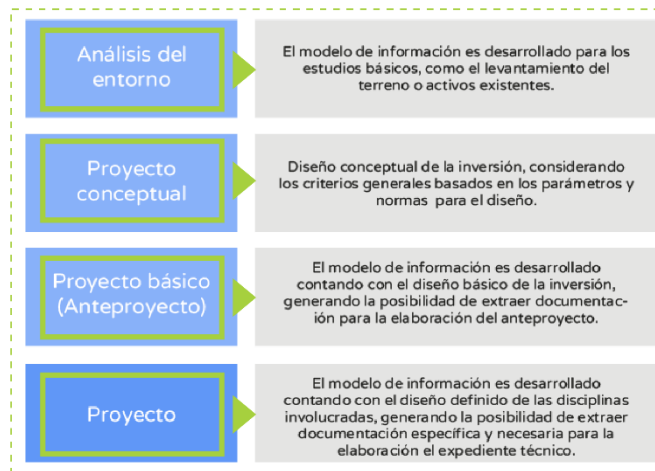 Análisis del
entorno
El modelo de información es desarrollado para los
estudios básicos, como el levantamiento del
terreno o activos existentes.
Proyecto
conceptual
Diseño conceptual de la inversión, considerando
los criterios generales basados en los parámetros y
normas para el diseño.
Proyecto básico
(Anteproyecto)
El modelo de información es desarrollado
contando con el diseño básico de la inversión,
generando la posibilidad de extraer documentac-
ión para la elaboración del anteproyecto.
Proyecto
El modelo de información es desarrollado
contando con el diseño definido de las disciplinas
involucradas, generando la posibilidad de extraer
documentación específica y necesaria para la
elaboración el expediente técnico.